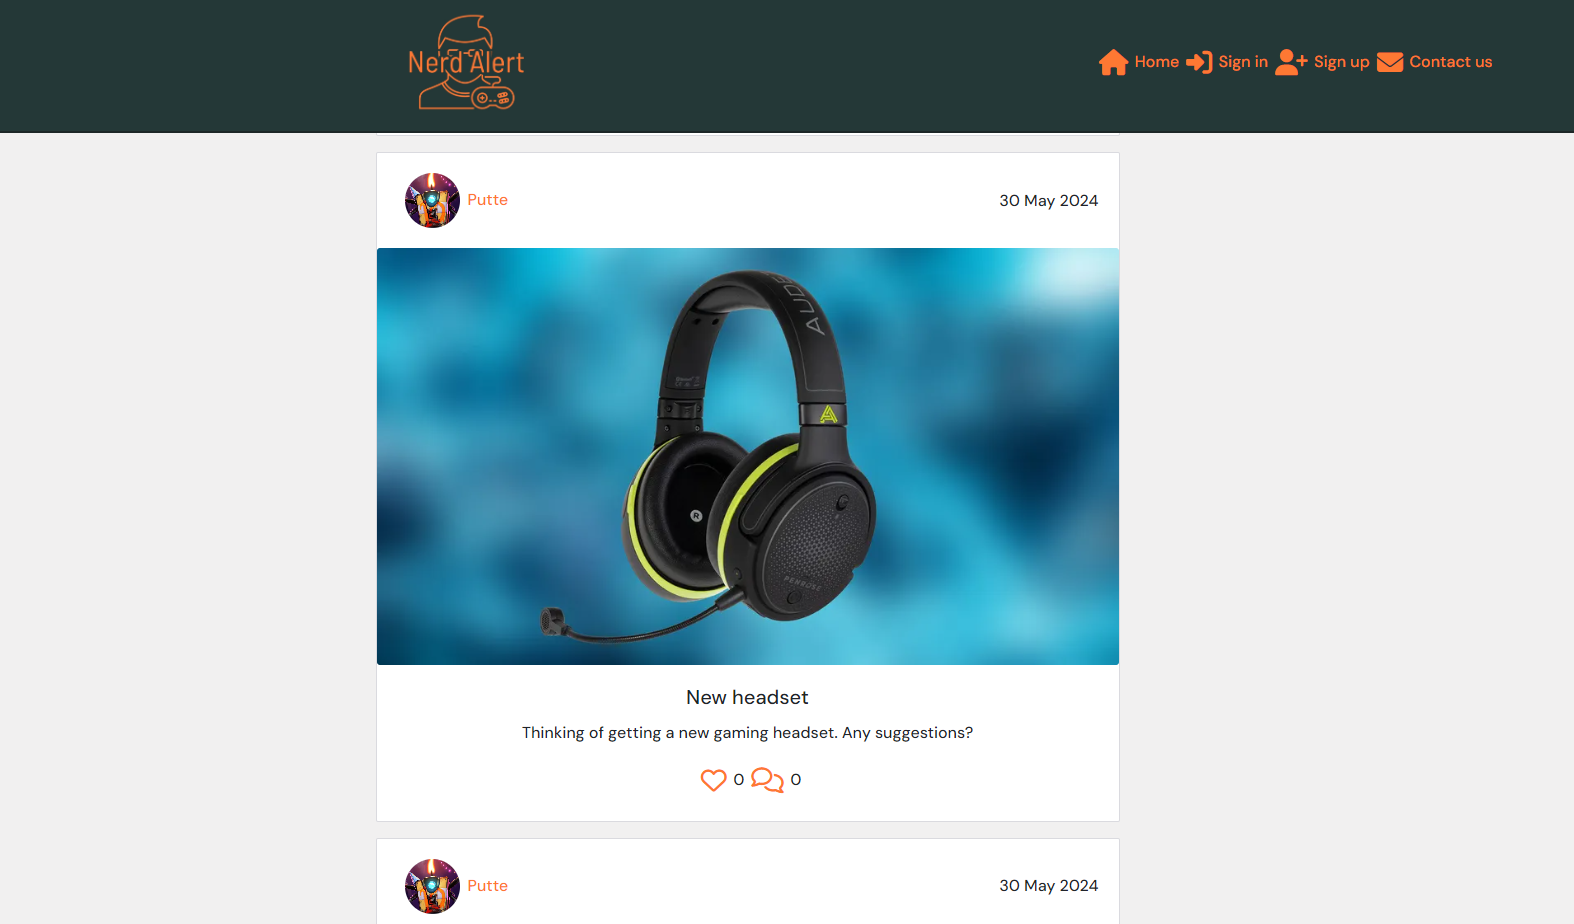 Nerd Alert
Home Sign in Sign up Contact us
Putte
30 May 2024
R
PENROSE
New headset
Thinking of getting a new gaming headset. Any suggestions?
0 0
Putte
30 May 2024